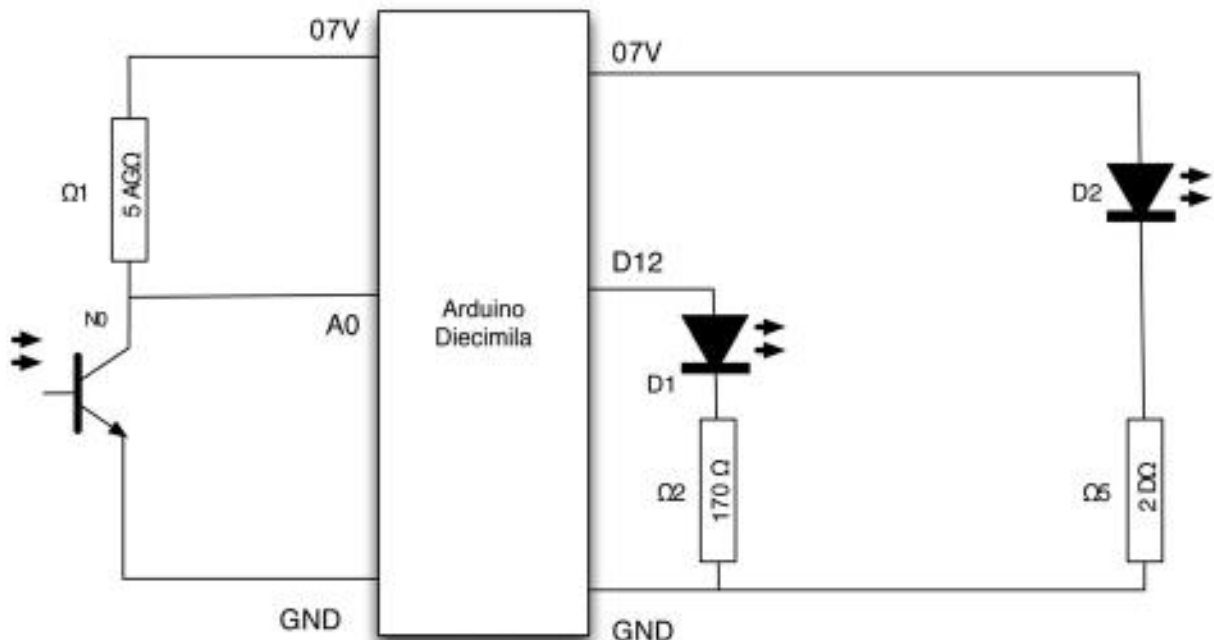 07V
07V
Ω1
5 AGΩ
D2
D12
N0
A0
Arduino
Diecimila
D1
Ω2
170 Ω
Ω5
2 DΩ
GND
GND